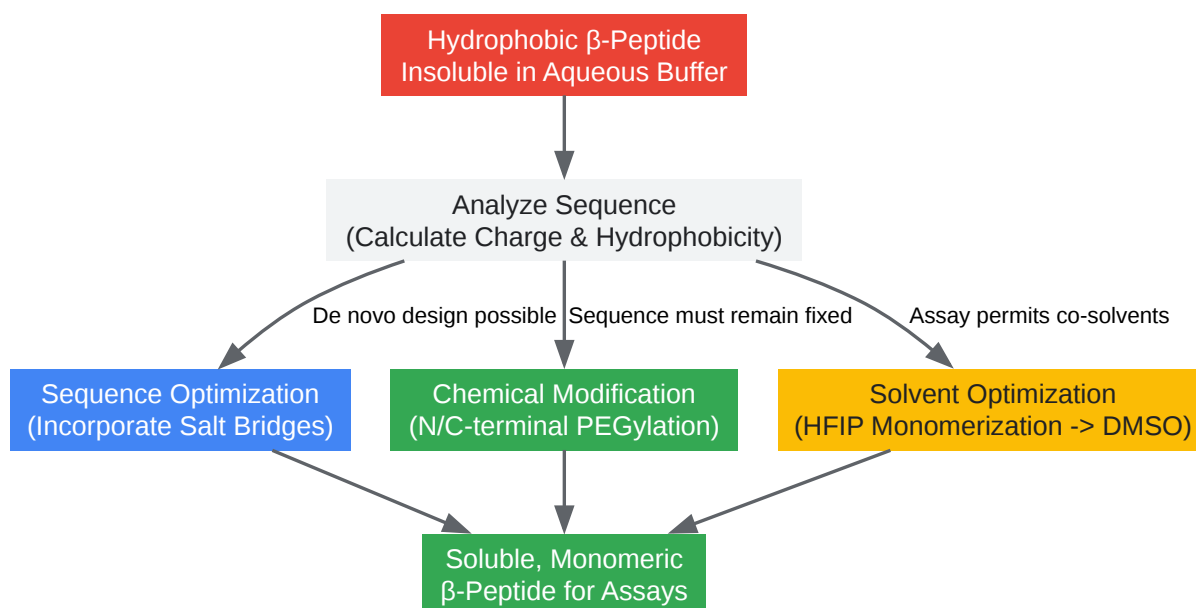 Hydrophobic β-Peptide
Insoluble in Aqueous Buffer
Analyze Sequence
(Calculate Charge & Hydrophobicity)
De novo design possible
Sequence must remain fixed
Assay permits co-solvents
Sequence Optimization
(Incorporate Salt Bridges)
Chemical Modification
(N/C-terminal PEGylation)
Solvent Optimization
(HFIP Monomerization -> DMSO)
Soluble, Monomeric
β-Peptide for Assays